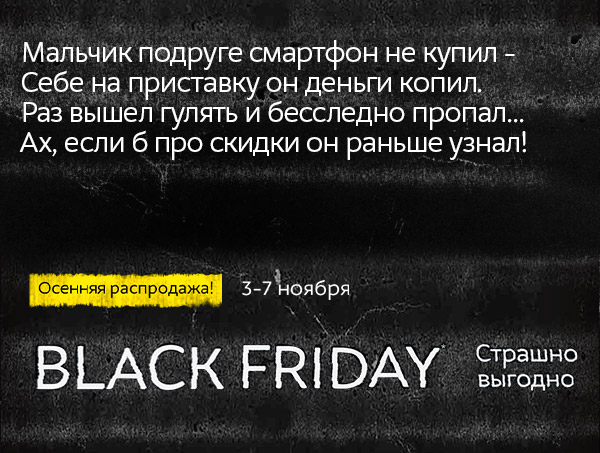 Мальчик подруге смартфон не купил -
Себе на приставку он деньги копил.
Раз вышел гулять и бесследно пропал...
Ах, если б про скидки он раньше узнал!
Осенняя распродажа! 3-7 ноября
BLACK FRIDAY
Страшно
выгодно